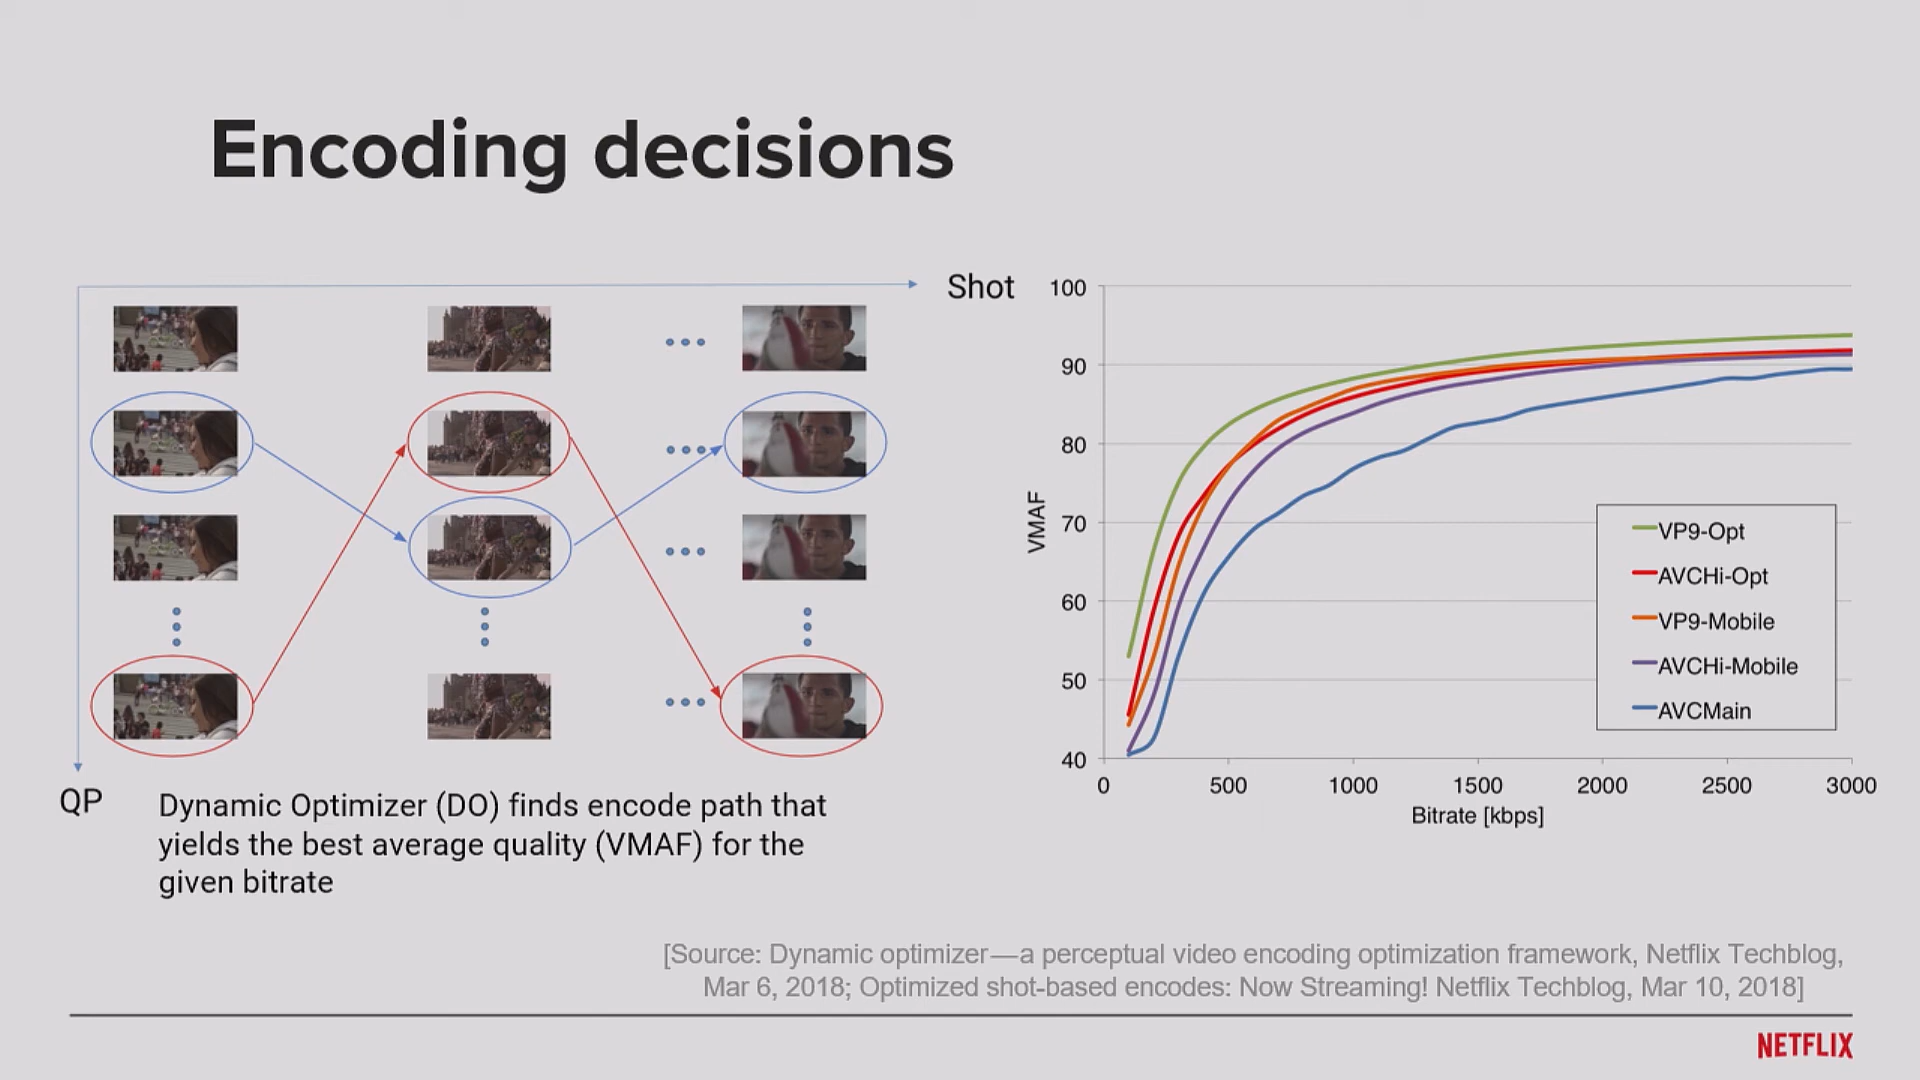 Encoding decisions
Shot
QP
Dynamic Optimizer (DO) finds encode path that
yields the best average quality (VMAF) for the
given bitrate
100
90
80
70
60
50
40
VMAF
0
500
1000
1500
2000
2500
3000
Bitrate [kbps]
VP9-Opt
AVCHi-Opt
VP9-Mobile
AVCHi-Mobile
AVCMain
[Source: Dynamic optimizer—a perceptual video encoding optimization framework, Netflix Techblog,
Mar 6, 2018; Optimized shot-based encodes: Now Streaming! Netflix Techblog, Mar 10, 2018]
NETFLIX